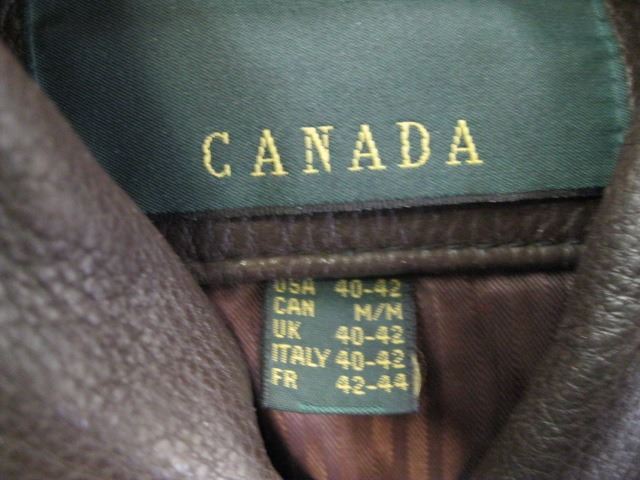 CANADA
USA 40-42
CAN M/M
UK 40-42
ITALY 40-42
FR 42-44